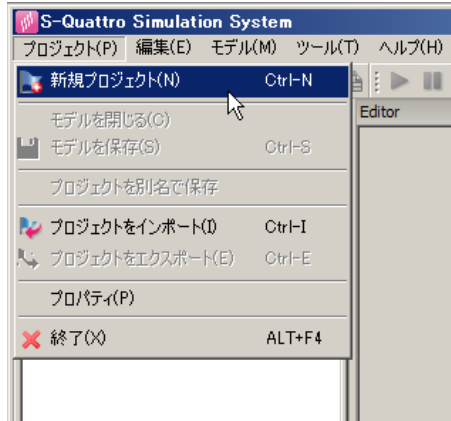 S-Quattro Simulation System
プロジェクト(P) 編集(E) モデル(M) ツール(T) ヘルプ(H)
新規プロジェクト(N) Ctrl-N
Editor
モデルを閉じる(C)
モデルを保存(S) Ctrl-S
プロジェクトを別名で保存
プロジェクトをインポート(I) Ctrl-I
プロジェクトをエクスポート(E) Ctrl-E
プロパティ(P)
終了(X) ALT+F4